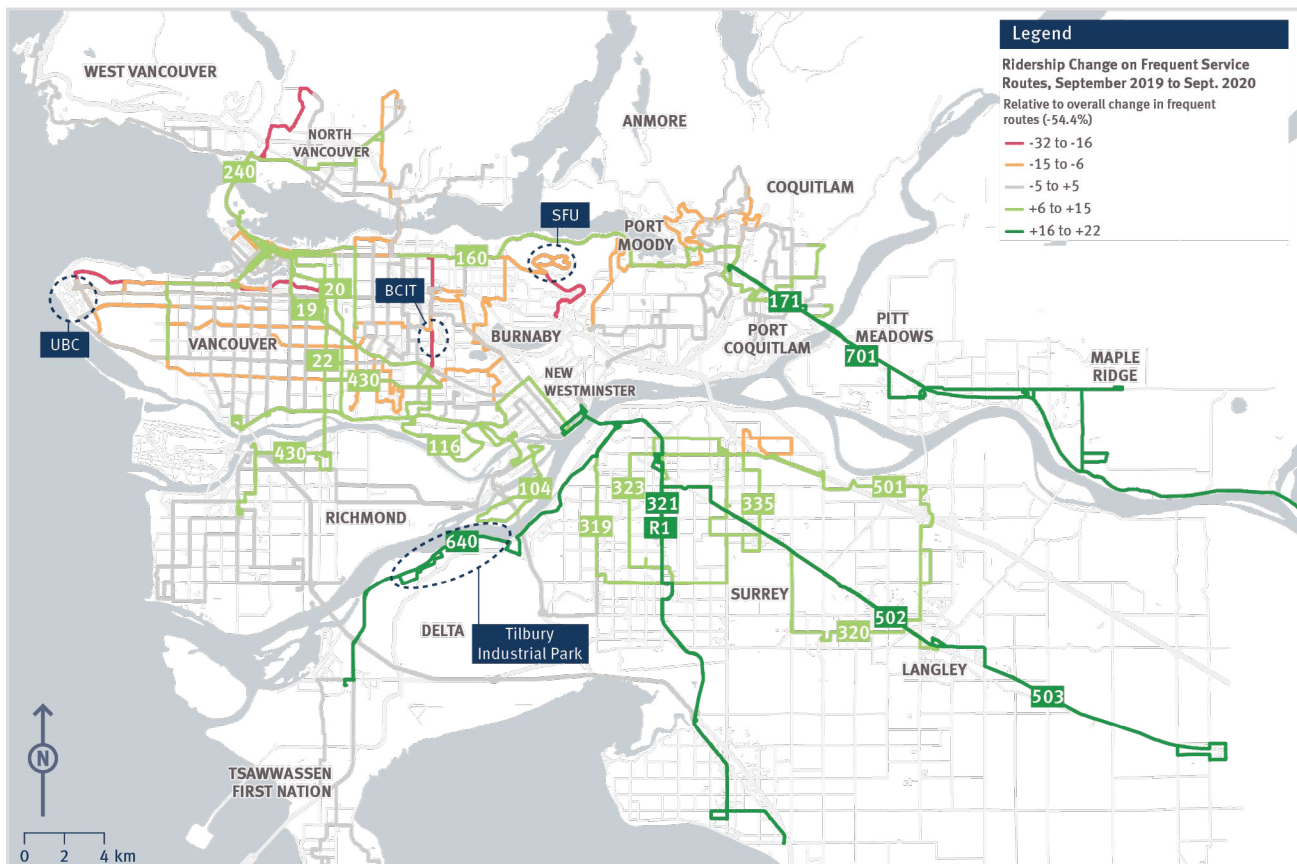 Legend
Ridership Change on Frequent Service
Routes, September 2019 to Sept. 2020
Relative to overall change in frequent
routes (-54.4%)
-32 to -16
-15 to -6
-5 to +5
+6 to +15
+16 to +22
WEST VANCOUVER
NORTH
VANCOUVER
ANMORE
COQUITLAM
240
SFU
PORT
MOODY
160
20
BCIT
19
171
UBC
VANCOUVER
BURNABY
PORT
COQUITLAM
PITT
MEADOWS
22
701
MAPLE
RIDGE
430
NEW
WESTMINSTER
116
430
104
323
501
321
335
RICHMOND
319
R1
640
SURREY
DELTA
Tilbury
Industrial Park
502
320
LANGLEY
503
N
TSAWWASSEN
FIRST NATION
0 2 4 km